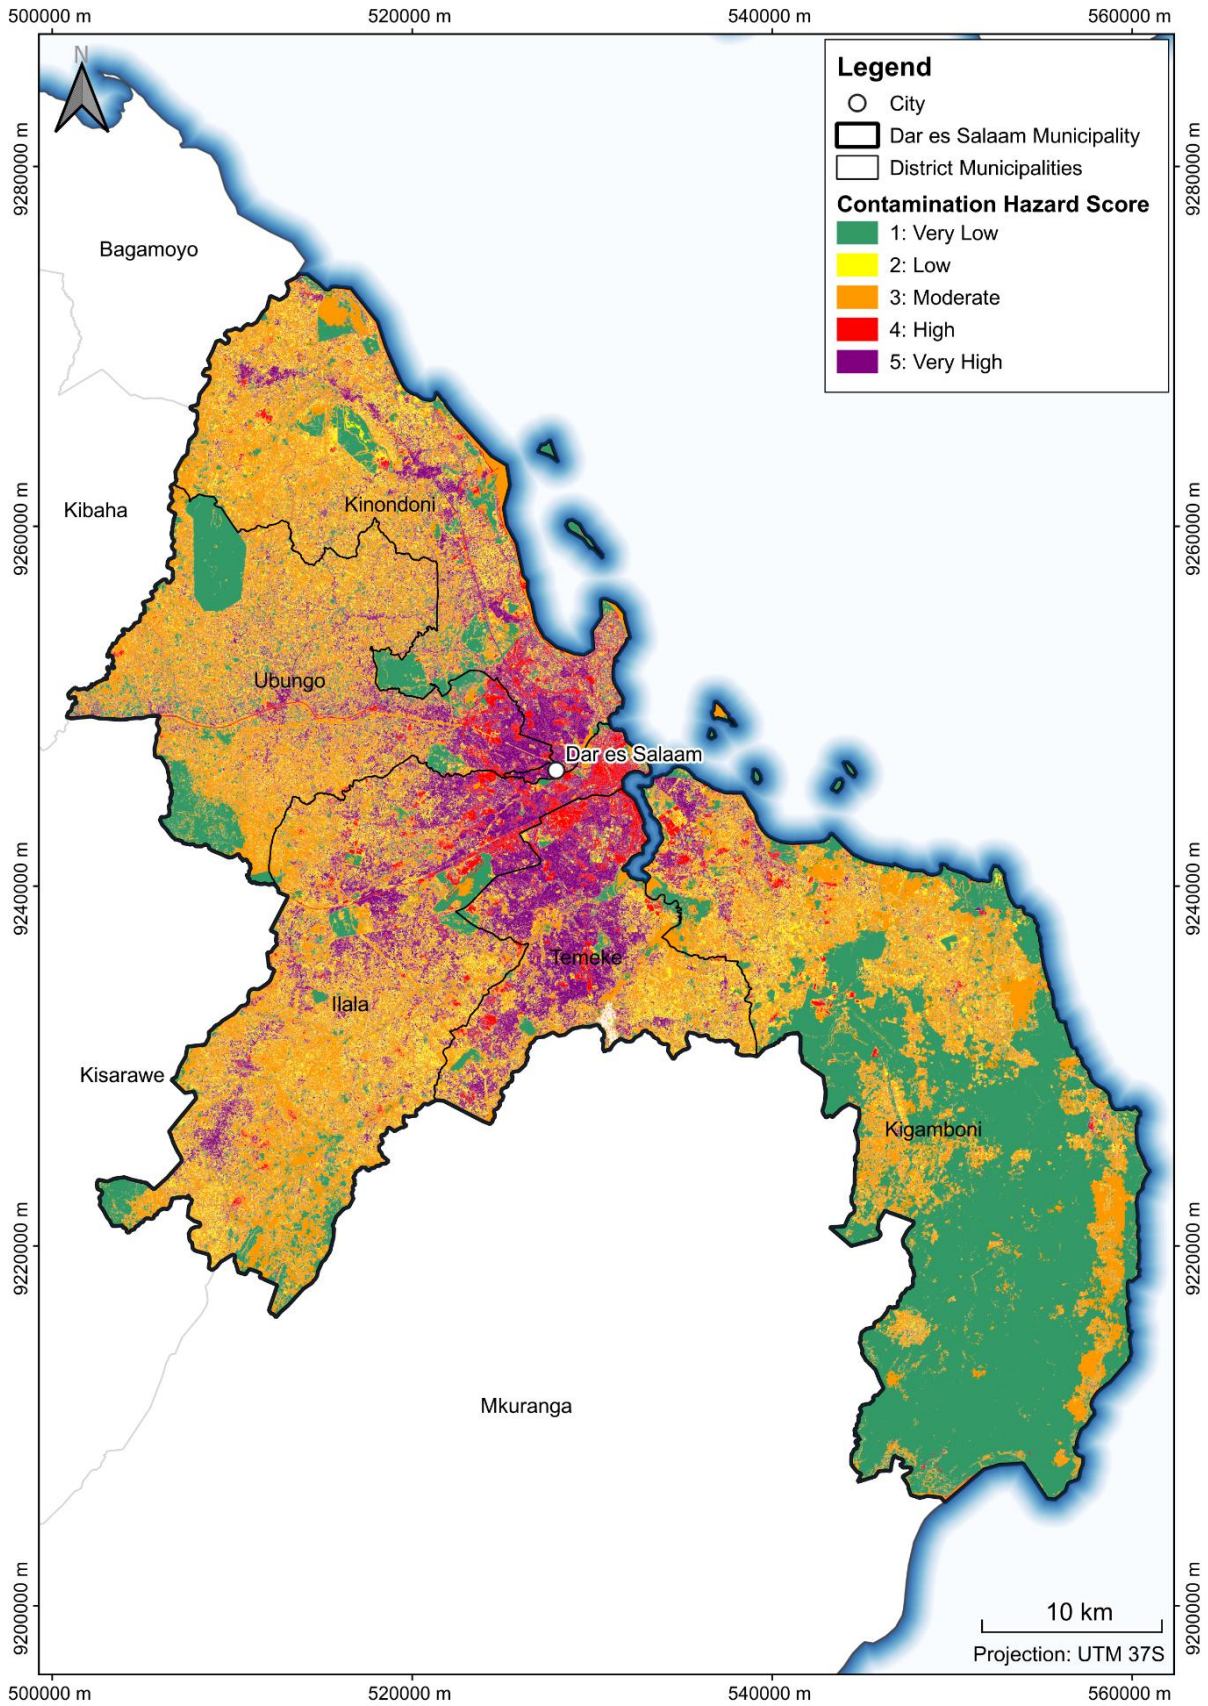 500000 m
520000 m
540000 m
560000 m
N
Legend
City
Dar es Salaam Municipality
District Municipalities
Contamination Hazard Score
1: Very Low
2: Low
3: Moderate
4: High
5: Very High
9280000 m
9280000 m
Bagamoyo
Kibaha
Kinondoni
9260000 m
9260000 m
Ubungo
Dar es Salaam
9240000 m
9240000 m
Temeke
Ilala
Kisarawe
Kigamboni
9220000 m
9220000 m
Mkuranga
9200000 m
9200000 m
10 km
Projection: UTM 37S
500000 m
520000 m
540000 m
560000 m